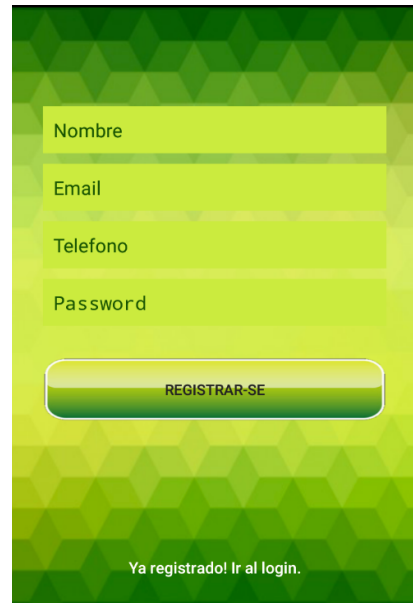 Nombre
Email
Telefono
Password
REGISTRAR-SE
Ya registrado! Ir al login.